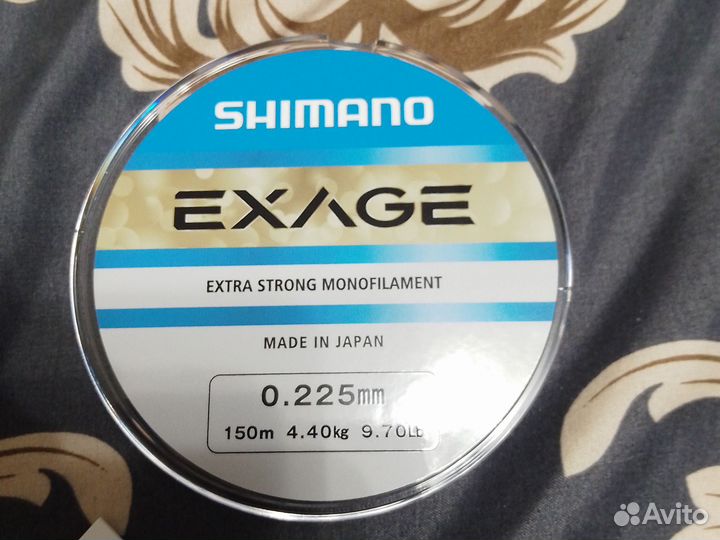 SHIMANO
EXAGE
EXTRA STRONG MONOFILAMENT
MADE IN JAPAN
0.225mm
150m 4.40kg 9.70Lb
Avito